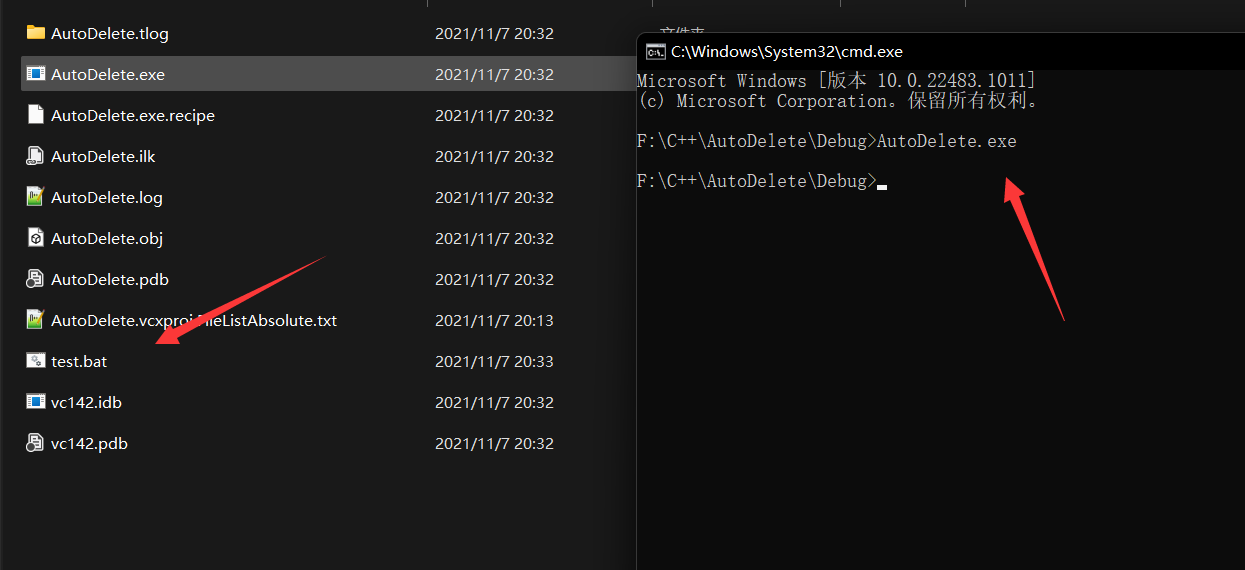 AutoDelete.tlog 2021/11/7 20:32
AutoDelete.exe 2021/11/7 20:32
AutoDelete.exe.recipe 2021/11/7 20:32
AutoDelete.ilk 2021/11/7 20:32
AutoDelete.log 2021/11/7 20:32
AutoDelete.obj 2021/11/7 20:32
AutoDelete.pdb 2021/11/7 20:32
AutoDelete.vcxproj.FileListAbsolute.txt 2021/11/7 20:13
test.bat 2021/11/7 20:33
vc142.idb 2021/11/7 20:32
vc142.pdb 2021/11/7 20:32
文件夹
C:\Windows\System32\cmd.exe
Microsoft Windows [版本 10.0.22483.1011]
(c) Microsoft Corporation。保留所有权利。
F:\C++\AutoDelete\Debug>AutoDelete.exe
F:\C++\AutoDelete\Debug>